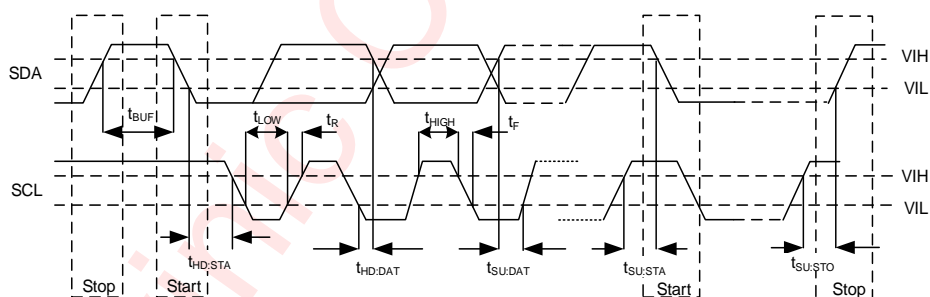 SDA
VIH
VIL
tBUF
tLOW
tR
tHIGH
tF
SCL
VIH
VIL
tHD:STA
tHD:DAT
tSU:DAT
tSU:STA
tSU:STO
Stop
Start
Start
Stop